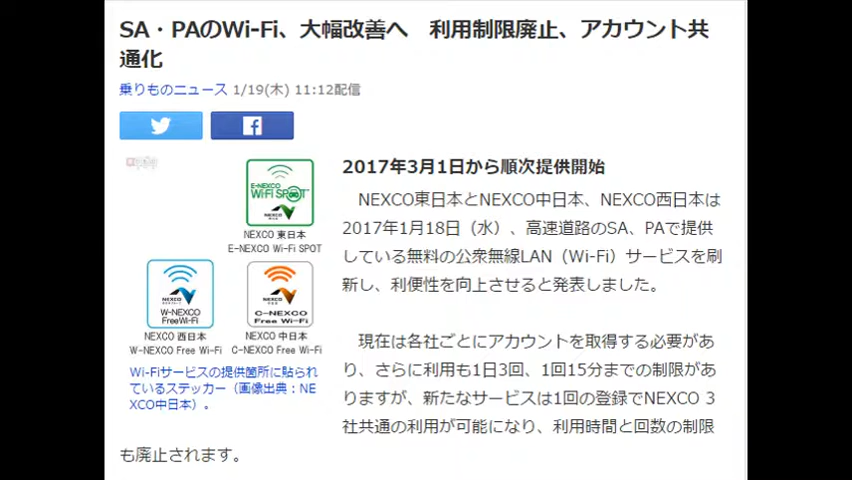 SA・PAのWi-Fi、大幅改善へ　利用制限廃止、アカウント共
通化
乗りものニュース 1/19(木) 11:12配信
2017年3月1日から順次提供開始
NEXCO東日本とNEXCO中日本、NEXCO西日本は
2017年1月18日（水）、高速道路のSA、PAで提供
している無料の公衆無線LAN（Wi-Fi）サービスを刷
新し、利便性を向上させると発表しました。
現在は各社ごとにアカウントを取得する必要があ
り、さらに利用も1日3回、1回15分までの制限があ
りますが、新たなサービスは1回の登録でNEXCO 3
社共通の利用が可能になり、利用時間と回数の制限
も廃止されます。
E-NEXCO
WiFi SPOT
NEXCO
NEXCO 東日本
E-NEXCO Wi-Fi SPOT
NEXCO
W-NEXCO
Free Wi-Fi
NEXCO 西日本
W-NEXCO Free Wi-Fi
NEXCO
C-NEXCO
Free Wi-Fi
NEXCO 中日本
C-NEXCO Free Wi-Fi
Wi-Fiサービスの提供箇所に貼られ
ているステッカー（画像出典：NE
XCO中日本）。